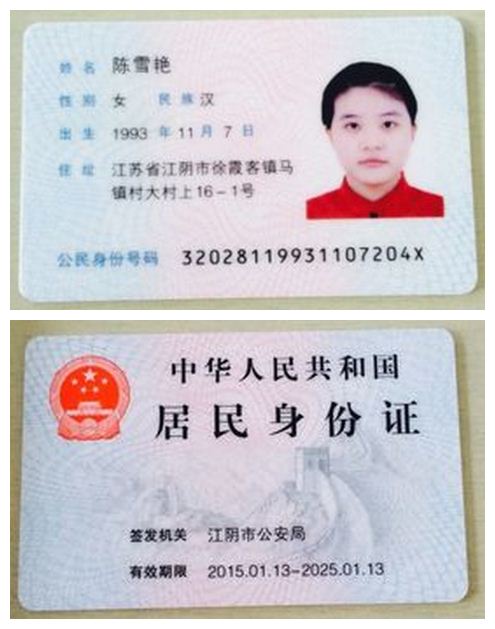 姓名 陈雪艳
性别 女 民族 汉
出生 1993 年 11 月 7 日
住址 江苏省江阴市徐霞客镇马
镇村大村上16-1号
公民身份号码 32028119931107204X
中华人民共和国
居民身份证
签发机关 江阴市公安局
有效期限 2015.01.13-2025.01.13